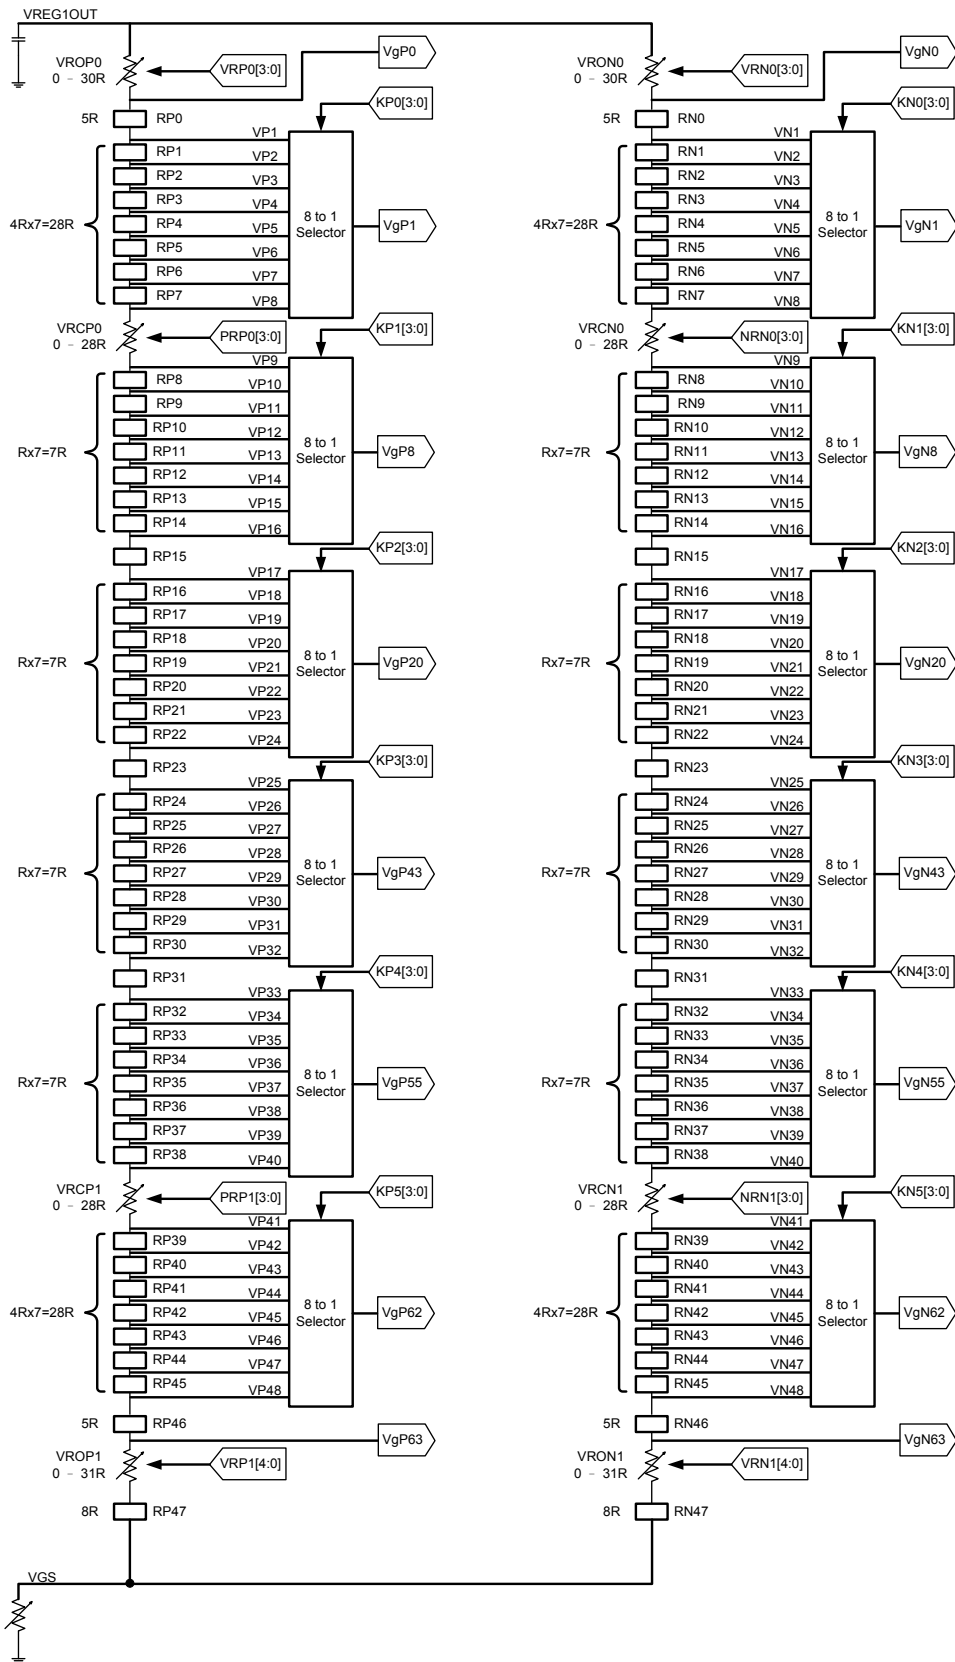 VREG1OUT
VROP0
0 – 30R
VRP0[3:0]
VgP0
KP0[3:0]
5R
RP0
VP1
RP1
VP2
RP2
VP3
RP3
VP4
4Rx7=28R
RP4
VP5
RP5
VP6
RP6
VP7
RP7
VP8
8 to 1
Selector
VgP1
VRCP0
0 – 28R
PRP0[3:0]
KP1[3:0]
VP9
RP8
VP10
RP9
VP11
RP10
VP12
Rx7=7R
RP11
VP13
RP12
VP14
RP13
VP15
RP14
VP16
8 to 1
Selector
VgP8
KP2[3:0]
RP15
VP17
RP16
VP18
RP17
VP19
RP18
VP20
Rx7=7R
RP19
VP21
RP20
VP22
RP21
VP23
RP22
VP24
8 to 1
Selector
VgP20
KP3[3:0]
RP23
VP25
RP24
VP26
RP25
VP27
RP26
VP28
Rx7=7R
RP27
VP29
RP28
VP30
RP29
VP31
RP30
VP32
8 to 1
Selector
VgP43
KP4[3:0]
RP31
VP33
RP32
VP34
RP33
VP35
RP34
VP36
Rx7=7R
RP35
VP37
RP36
VP38
RP37
VP39
RP38
VP40
8 to 1
Selector
VgP55
VRCP1
0 – 28R
PRP1[3:0]
KP5[3:0]
VP41
RP39
VP42
RP40
VP43
RP41
VP44
4Rx7=28R
RP42
VP45
RP43
VP46
RP44
VP47
RP45
VP48
8 to 1
Selector
VgP62
5R
RP46
VgP63
VROP1
0 – 31R
VRP1[4:0]
8R
RP47
VGS
VRON0
0 – 30R
VRN0[3:0]
VgN0
KN0[3:0]
5R
RN0
VN1
RN1
VN2
RN2
VN3
RN3
VN4
4Rx7=28R
RN4
VN5
RN5
VN6
RN6
VN7
RN7
VN8
8 to 1
Selector
VgN1
VRCN0
0 – 28R
NRN0[3:0]
KN1[3:0]
VN9
RN8
VN10
RN9
VN11
RN10
VN12
Rx7=7R
RN11
VN13
RN12
VN14
RN13
VN15
RN14
VN16
8 to 1
Selector
VgN8
KN2[3:0]
RN15
VN17
RN16
VN18
RN17
VN19
RN18
VN20
Rx7=7R
RN19
VN21
RN20
VN22
RN21
VN23
RN22
VN24
8 to 1
Selector
VgN20
KN3[3:0]
RN23
VN25
RN24
VN26
RN25
VN27
RN26
VN28
Rx7=7R
RN27
VN29
RN28
VN30
RN29
VN31
RN30
VN32
8 to 1
Selector
VgN43
KN4[3:0]
RN31
VN33
RN32
VN34
RN33
VN35
RN34
VN36
Rx7=7R
RN35
VN37
RN36
VN38
RN37
VN39
RN38
VN40
8 to 1
Selector
VgN55
VRCN1
0 – 28R
NRN1[3:0]
KN5[3:0]
VN41
RN39
VN42
RN40
VN43
RN41
VN44
4Rx7=28R
RN42
VN45
RN43
VN46
RN44
VN47
RN45
VN48
8 to 1
Selector
VgN62
5R
RN46
VgN63
VRON1
0 – 31R
VRN1[4:0]
8R
RN47